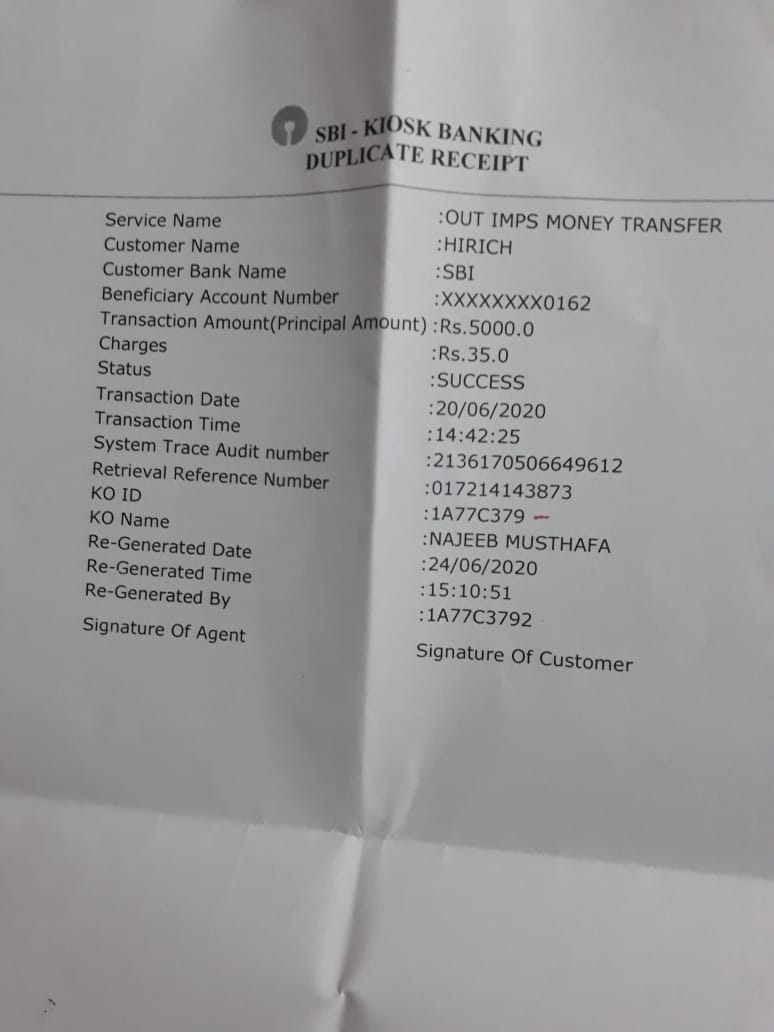 SBI - KIOSK BANKING
DUPLICATE RECEIPT
Service Name :OUT IMPS MONEY TRANSFER
Customer Name :HIRICH
Customer Bank Name :SBI
Beneficiary Account Number :XXXXXXXX0162
Transaction Amount(Principal Amount) :Rs.5000.0
Charges :Rs.35.0
Status :SUCCESS
Transaction Date :20/06/2020
Transaction Time :14:42:25
System Trace Audit number :2136170506649612
Retrieval Reference Number :017214143873
KO ID :1A77C379
KO Name :NAJEEB MUSTHAFA
Re-Generated Date :24/06/2020
Re-Generated Time :15:10:51
Re-Generated By :1A77C3792
Signature Of Agent Signature Of Customer